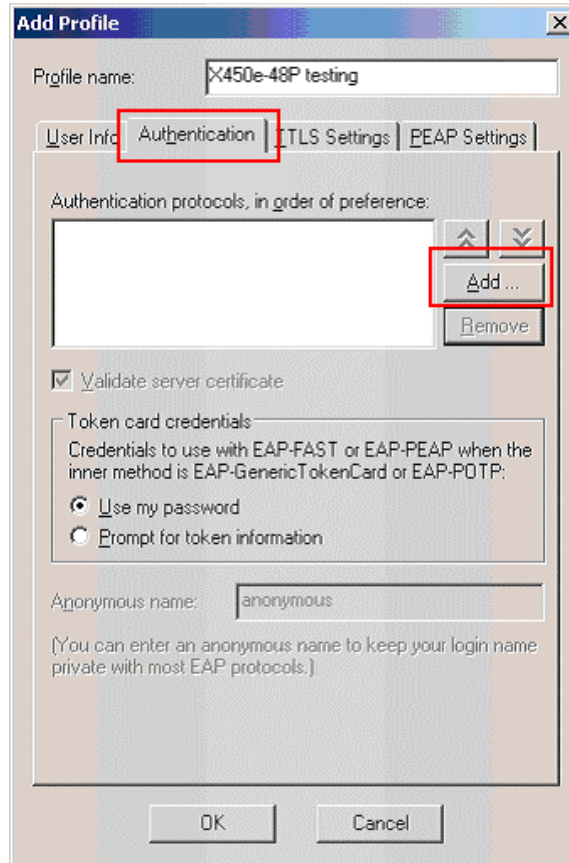 Add Profile
Profile name: X450e-48P testing
User Info Authentication TTLS Settings PEAP Settings
Authentication protocols, in order of preference:
Add ...
Remove
Validate server certificate
Token card credentials
Credentials to use with EAP-FAST or EAP-PEAP when the
inner method is EAP-GenericTokenCard or EAP-POTP:
Use my password
Prompt for token information
Anonymous name: anonymous
(You can enter an anonymous name to keep your login name
private with most EAP protocols.)
OK Cancel